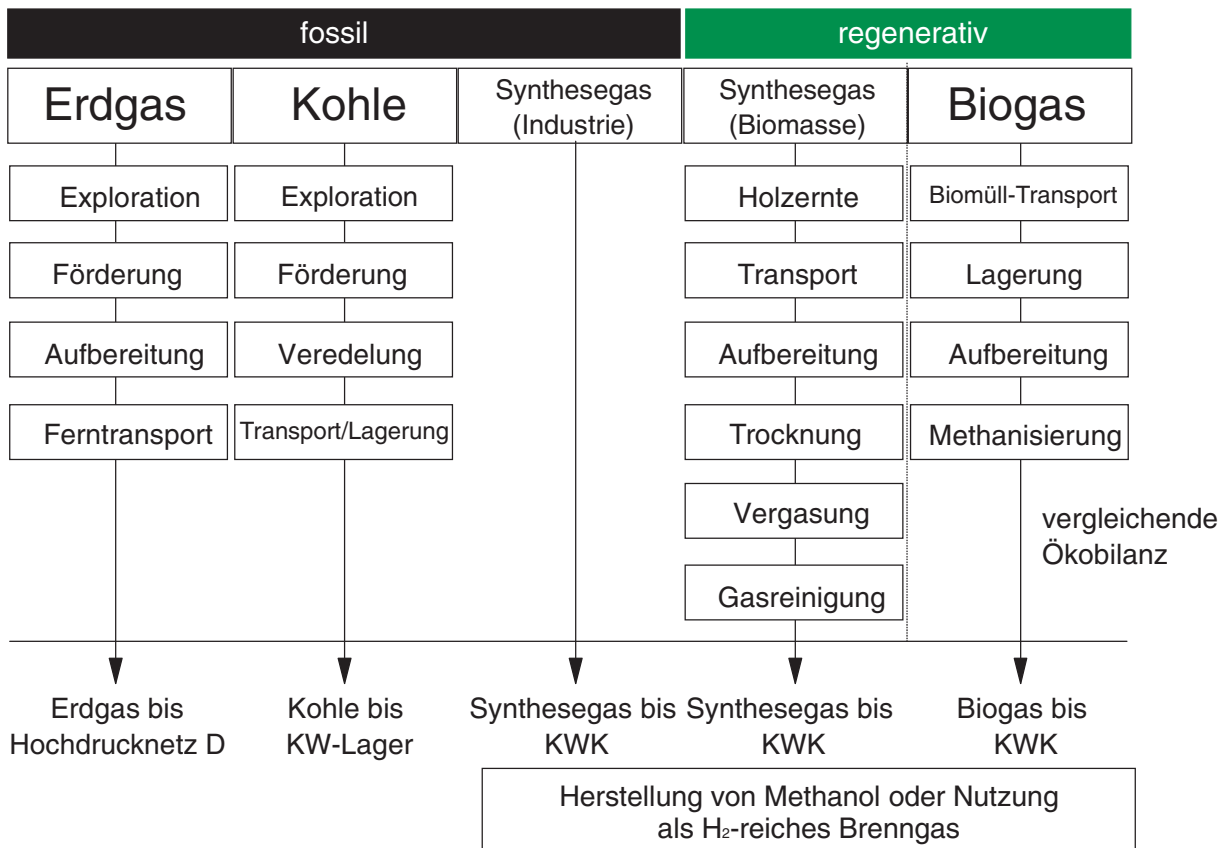 fossil
regenerativ
Erdgas
Kohle
Synthesegas
(Industrie)
Synthesegas
(Biomasse)
Biogas
Exploration
Exploration
Holzernte
Biomüll-Transport
Förderung
Förderung
Transport
Lagerung
Aufbereitung
Veredelung
Aufbereitung
Aufbereitung
Ferntransport
Transport/Lagerung
Trocknung
Methanisierung
Vergasung
vergleichende
Ökobilanz
Gasreinigung
Erdgas bis
Hochdrucknetz D
Kohle bis
KW-Lager
Synthesegas bis
KWK
Synthesegas bis
KWK
Biogas bis
KWK
Herstellung von Methanol oder Nutzung
als H₂-reiches Brenngas